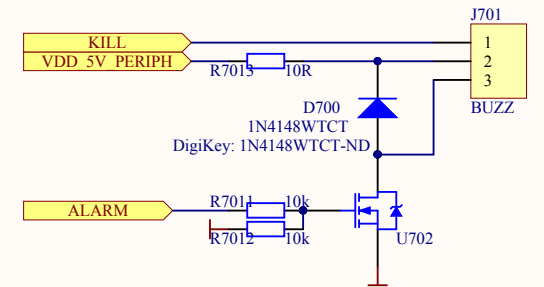 J701
KILL
1
VDD_5V_PERIPH
2
R7013 10R
3
D700
BUZZ
1N4148WTCT
DigiKey: 1N4148WTCT-ND
R7011 10k
ALARM
R7012 10k
U702